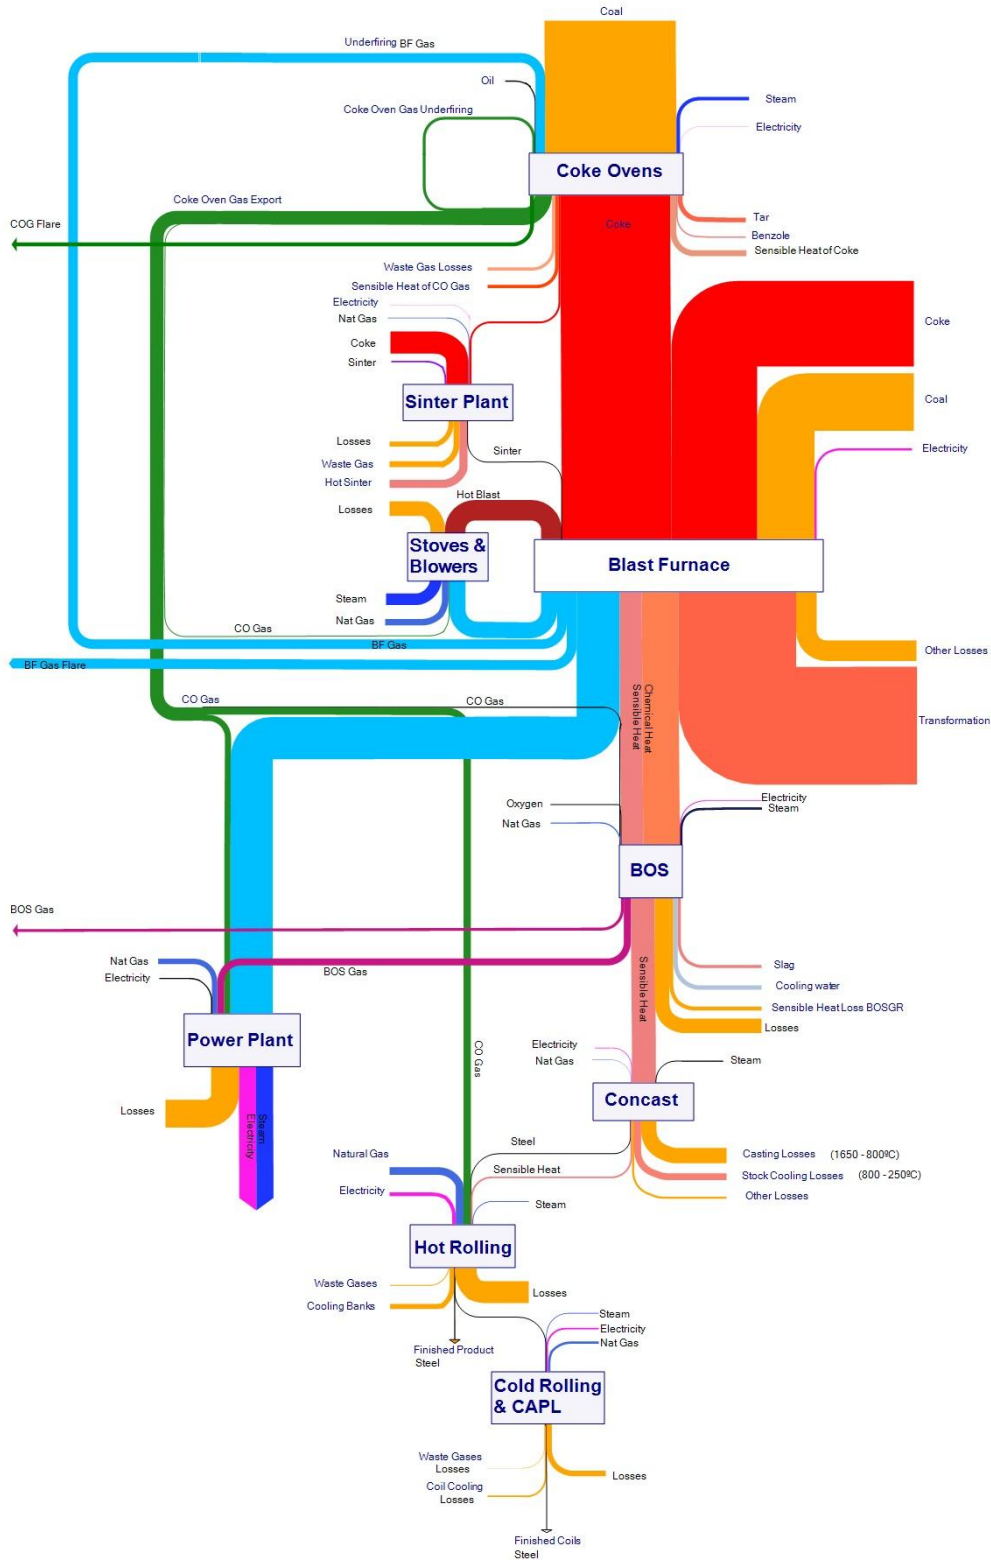 Coal
Underfiring BF Gas
Oil
Steam
Coke Oven Gas Underfiring
Electricity
Coke Ovens
Coke Oven Gas Export
COG Flare
Coke
Tar
Benzole
Sensible Heat of Coke
Waste Gas Losses
Sensible Heat of CO Gas
Electricity
Nat Gas
Coke
Sinter
Coke
Coal
Sinter Plant
Losses
Waste Gas
Hot Sinter
Sinter
Electricity
Hot Blast
Losses
Stoves &
Blowers
Blast Furnace
Steam
Nat Gas
CO Gas
BF Gas
BF Gas Flare
Other Losses
CO Gas
CO Gas
Sensible Heat
Chemical Heat
Transformation
Oxygen
Nat Gas
Electricity
Steam
BOS
BOS Gas
BOS Gas
Nat Gas
Electricity
Sensible Heat
Slag
Cooling water
Sensible Heat Loss BOSGR
Losses
Power Plant
CO Gas
Electricity
Nat Gas
Steam
Concast
Losses
Electricity
Steam
Steel
Sensible Heat
Casting Losses (1650 - 800ºC)
Stock Cooling Losses (800 - 250ºC)
Other Losses
Natural Gas
Electricity
Steam
Hot Rolling
Waste Gases
Cooling Banks
Losses
Finished Product
Steel
Steam
Electricity
Nat Gas
Cold Rolling
& CAPL
Waste Gases
Losses
Coil Cooling
Losses
Losses
Finished Coils
Steel